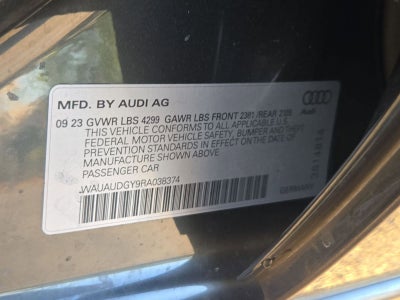 MFD. BY AUDI AG
Audi
09 23 GVWR LBS 4299 GAWR LBS FRONT 2381 /REAR
THIS VEHICLE CONFORMS TO ALL APPLICABLE U.S.
FEDERAL MOTOR VEHICLE SAFETY, BUMPER AND THEFT
PREVENTION STANDARDS IN EFFECT ON THE DATE OF
MANUFACTURE SHOWN ABOVE.
PASSENGER CAR
WAUAUDGY9RA038374
GERMANY